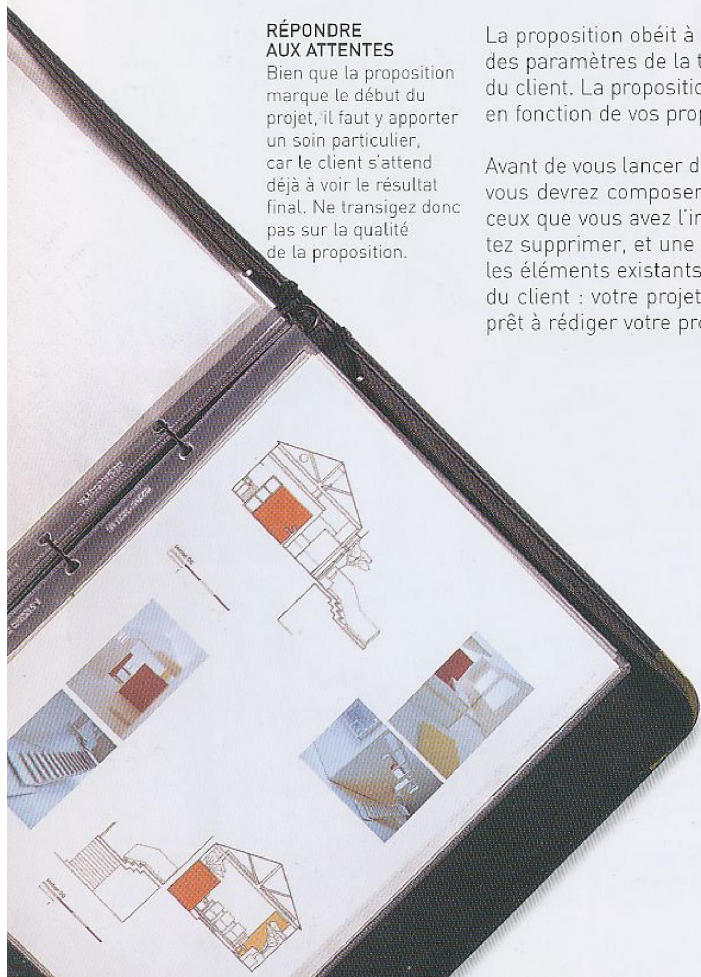 RÉPONDRE
AUX ATTENTES
Bien que la proposition
marque le début du
projet, il faut y apporter
un soin particulier,
car le client s'attend
déjà à voir le résultat
final. Ne transigez donc
pas sur la qualité
de la proposition.
La proposition obéit à
des paramètres de la t
du client. La propositio
en fonction de vos prop
Avant de vous lancer d
vous devrez composer
ceux que vous avez l'in
tez supprimer, et une
les éléments existants
du client : votre projet
prêt à rédiger votre pro